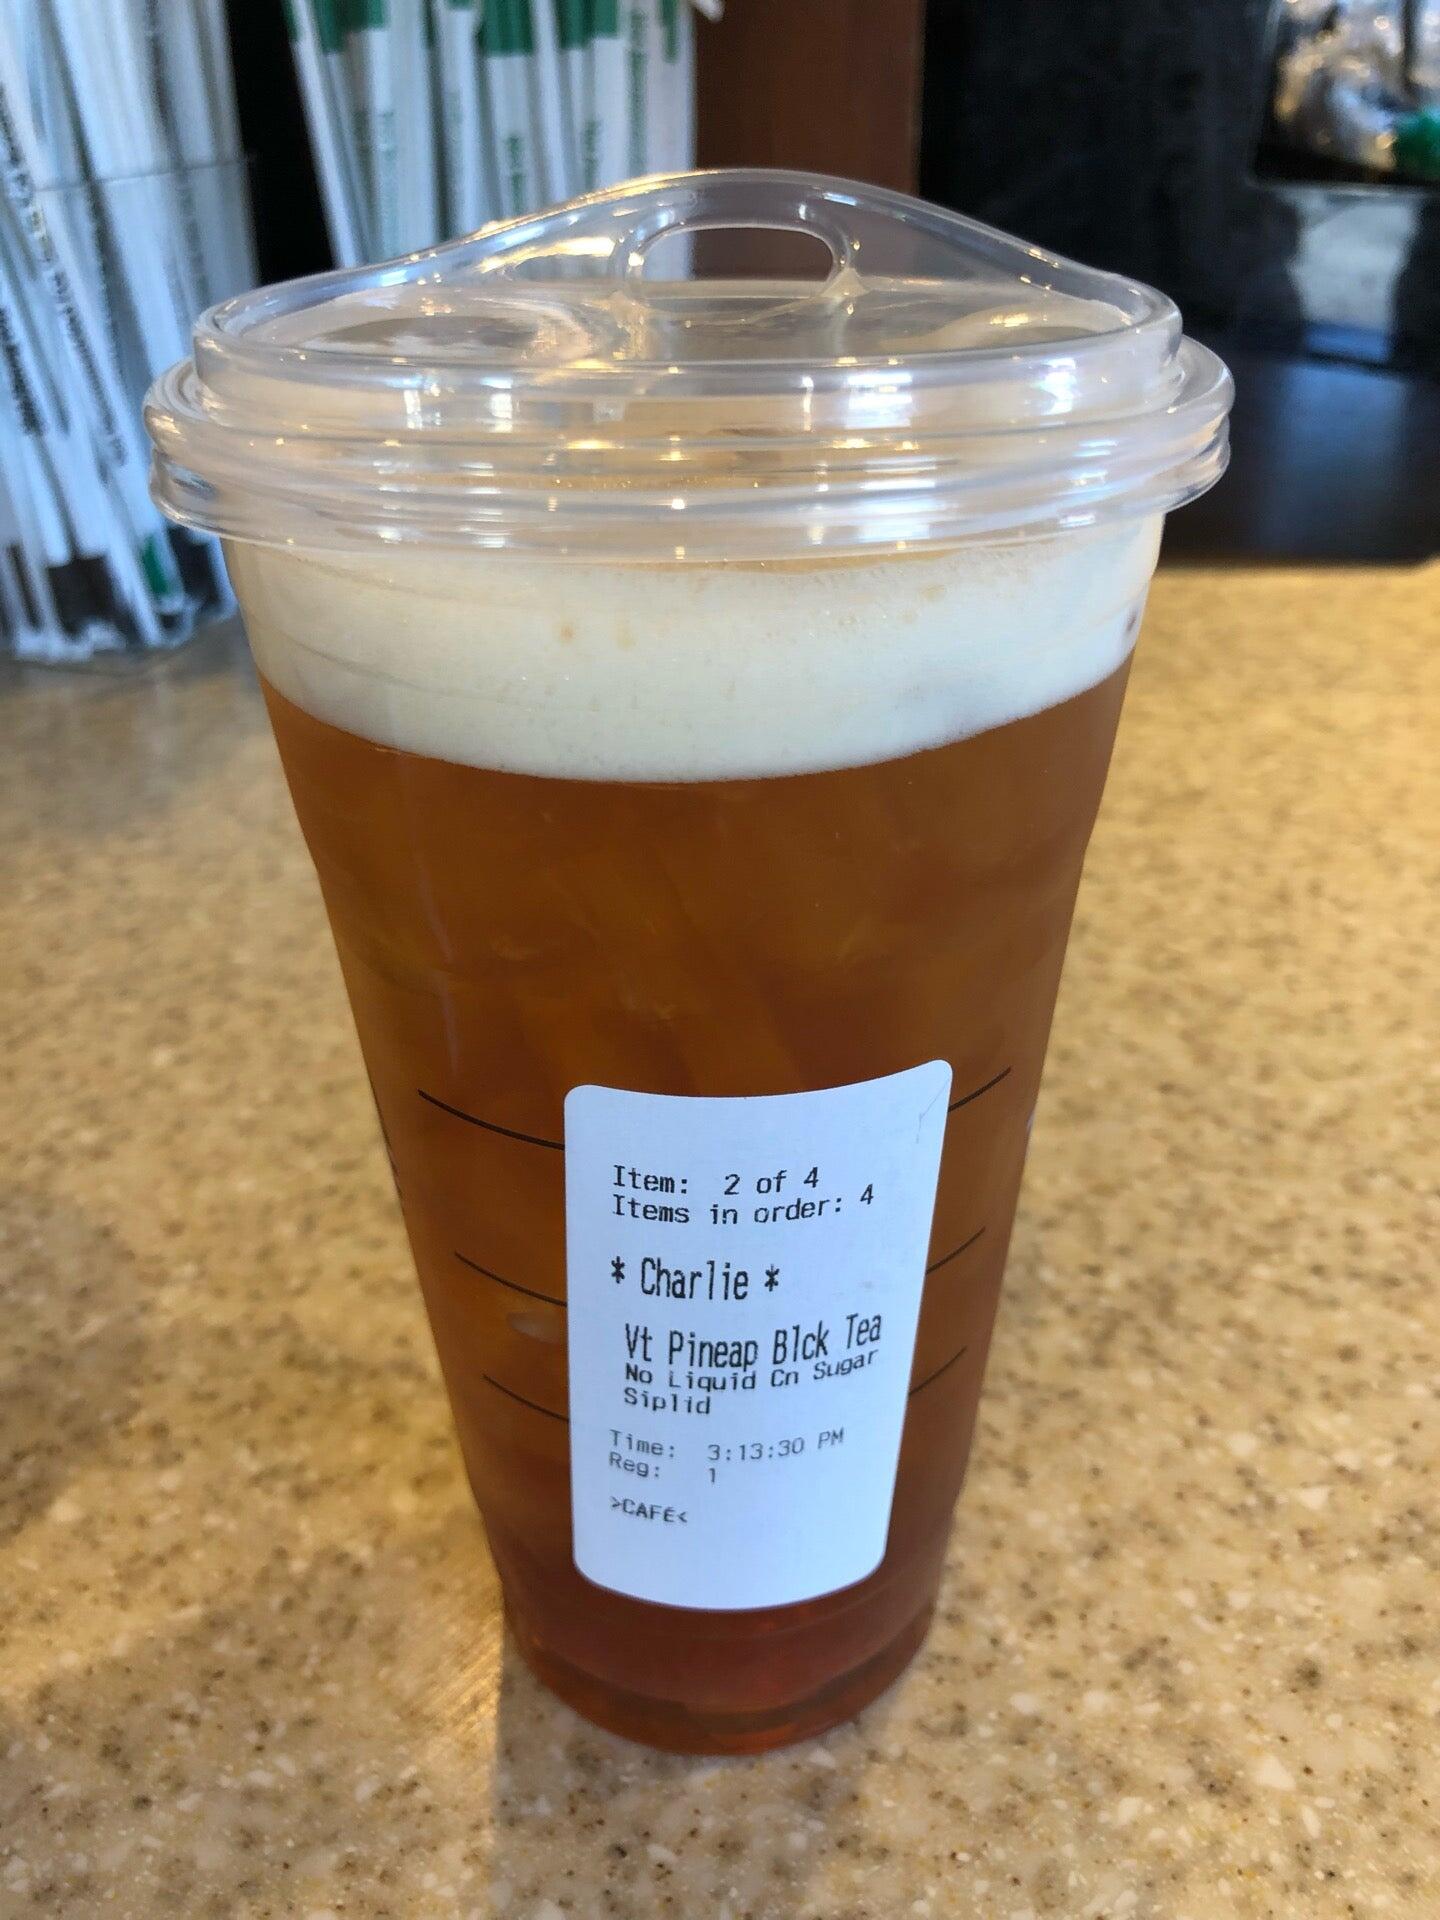 Item: 2 of 4
Items in order: 4
* Charlie *
Vt Pineap Blck Tea
No Liquid Cn Sugar
Siplid
Time: 3:13:30 PM
Reg: 1
>CAFÉ<